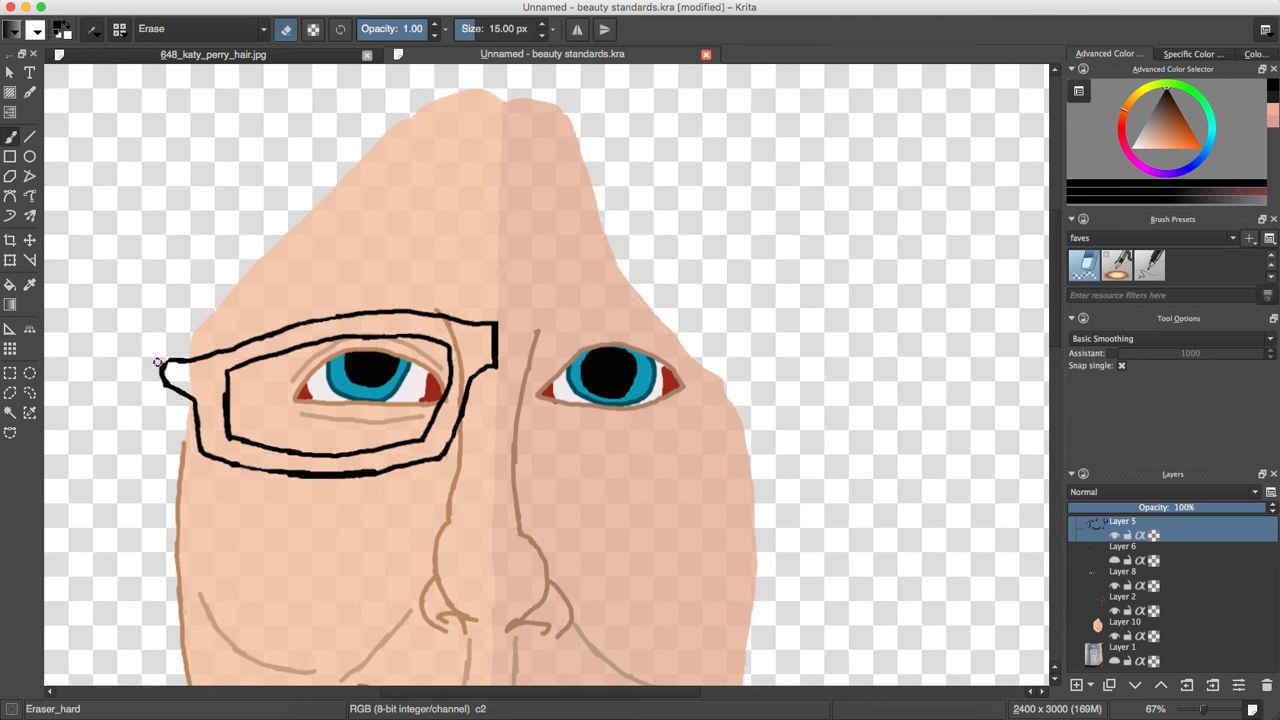 Unnamed - beauty standards.kra [modified] – Krita
Erase
Opacity: 1.00
Size: 15.00 px
648_katy_perry_hair.jpg
Unnamed - beauty standards.kra
Advanced Color ...
Specific Color ...
Colo...
Advanced Color Selector
Brush Presets
faves
Enter resource filters here
Tool Options
Basic Smoothing
Assistant:
1000
Snap single:
Layers
Normal
Opacity: 100%
Layer 5
Layer 6
Layer 8
Layer 2
Layer 10
Layer 1
Eraser_hard
RGB (8-bit integer/channel) c2
2400 x 3000 (169M)
67%